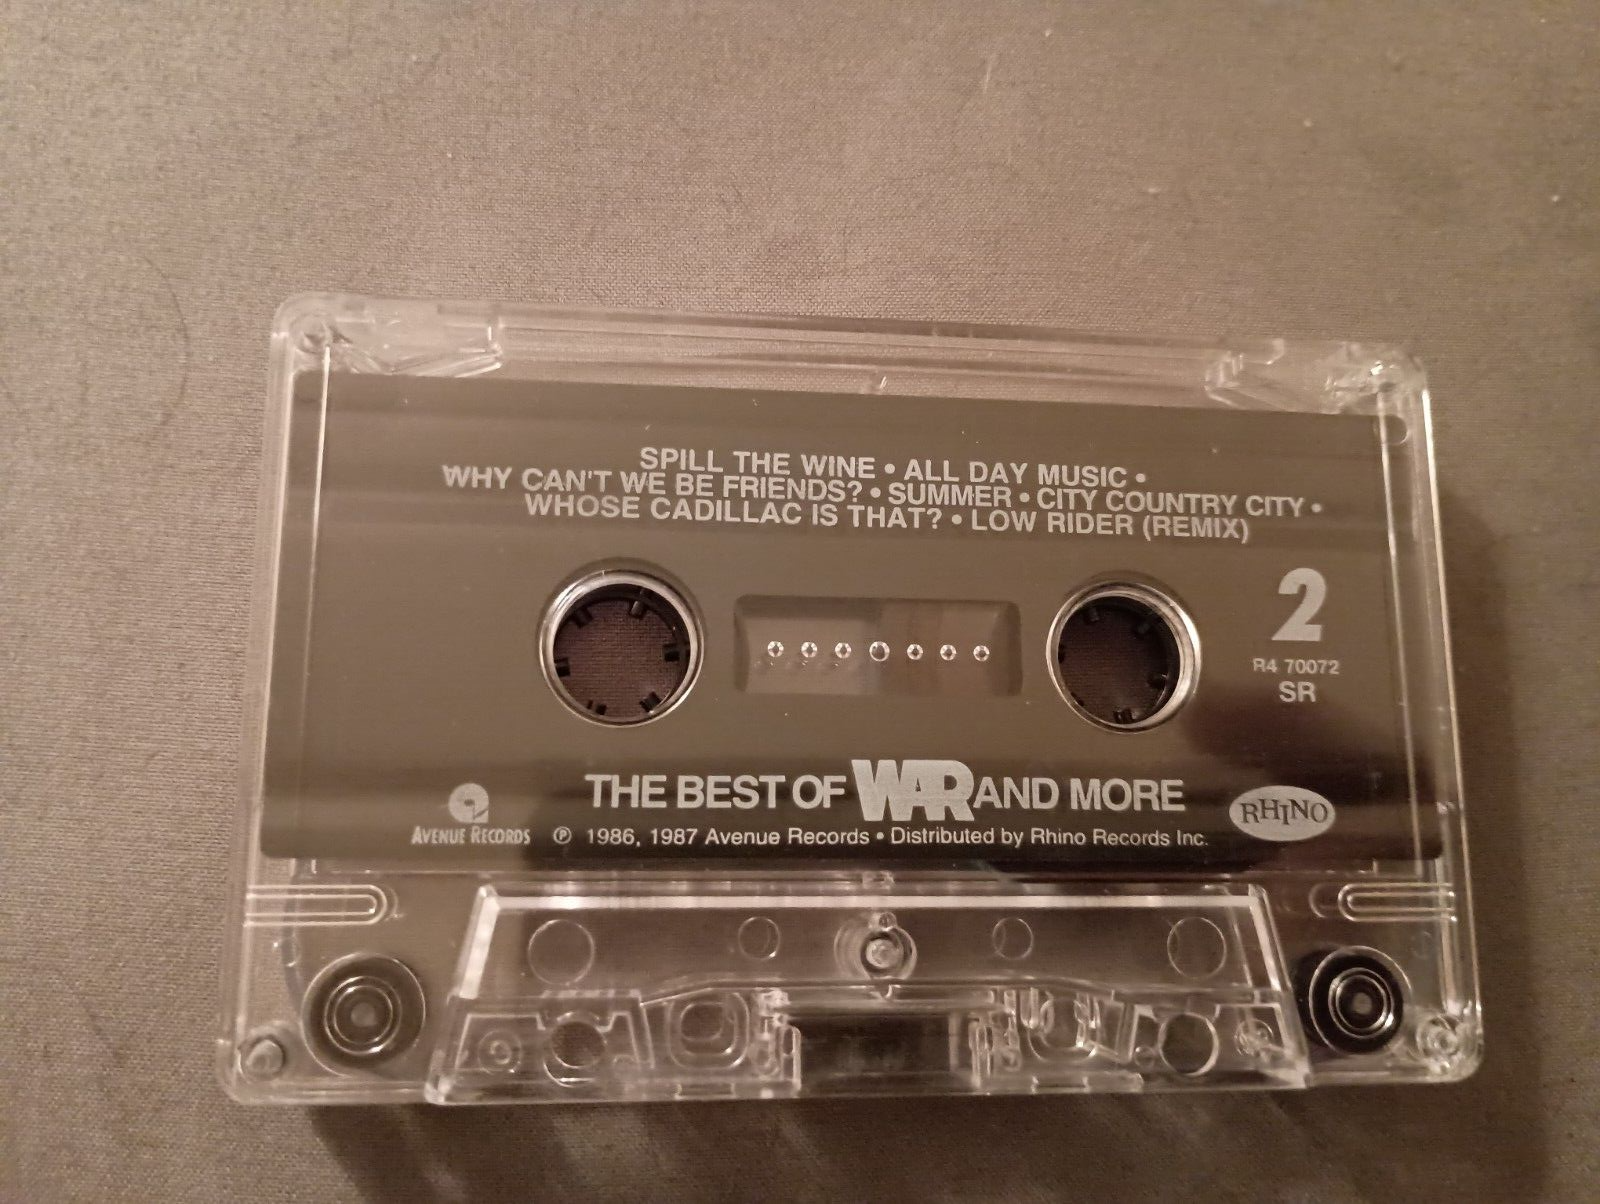 SPILL THE WINE • ALL DAY MUSIC •
WHY CAN'T WE BE FRIENDS? • SUMMER • CITY COUNTRY CITY •
WHOSE CADILLAC IS THAT? • LOW RIDER (REMIX)
2
R4 70072
SR
THE BEST OF WAR AND MORE
AVENUE RECORDS ℗ 1986, 1987 Avenue Records • Distributed by Rhino Records Inc.
RHINO